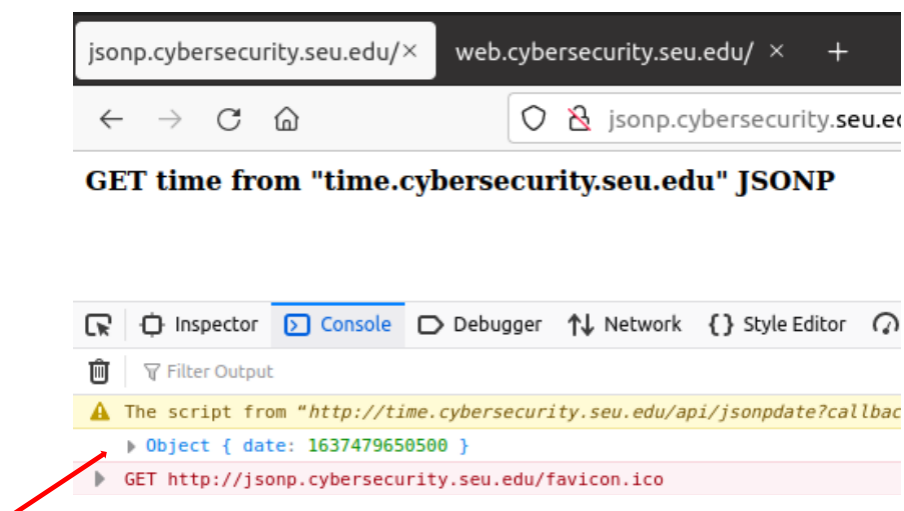 jsonp.cybersecurity.seu.edu/× web.cybersecurity.seu.edu/ × +
jsonp.cybersecurity.seu.e
GET time from "time.cybersecurity.seu.edu" JSONP
Inspector Console Debugger Network {} Style Editor
Filter Output
The script from “http://time.cybersecurity.seu.edu/api/jsonpdate?callbac
Object { date: 1637479650500 }
GET http://jsonp.cybersecurity.seu.edu/favicon.ico